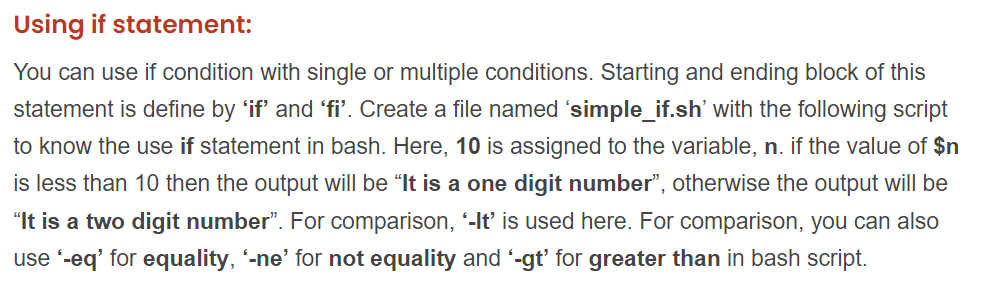 Using if statement:
You can use if condition with single or multiple conditions. Starting and ending block of this
statement is define by ‘if’ and ‘fi’. Create a file named ‘simple_if.sh’ with the following script
to know the use if statement in bash. Here, 10 is assigned to the variable, n. if the value of $n
is less than 10 then the output will be “It is a one digit number”, otherwise the output will be
“It is a two digit number”. For comparison, ‘-lt’ is used here. For comparison, you can also
use ‘-eq’ for equality, ‘-ne’ for not equality and ‘-gt’ for greater than in bash script.